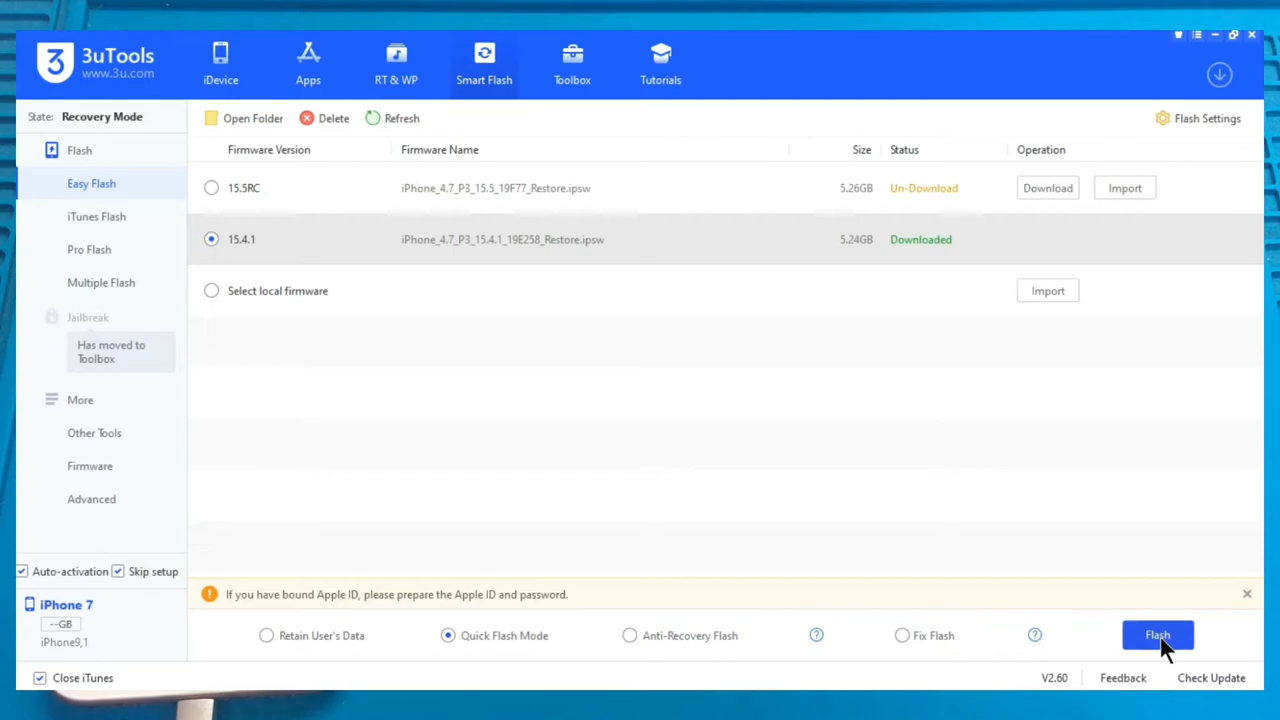 3 3uTools
www.3u.com
iDevice
Apps
RT & WP
Smart Flash
Toolbox
Tutorials
State: Recovery Mode
Open Folder Delete Refresh Flash Settings
Flash
Easy Flash
iTunes Flash
Pro Flash
Multiple Flash
Jailbreak
Has moved to
Toolbox
More
Other Tools
Firmware
Advanced
Firmware Version Firmware Name Size Status Operation
15.5RC iPhone_4.7_P3_15.5_19F77_Restore.ipsw 5.26GB Un-Download Download Import
15.4.1 iPhone_4.7_P3_15.4.1_19E258_Restore.ipsw 5.24GB Downloaded
Select local firmware Import
Auto-activation Skip setup
iPhone 7
--GB
iPhone9,1
! If you have bound Apple ID, please prepare the Apple ID and password.
Retain User's Data Quick Flash Mode Anti-Recovery Flash ? Fix Flash ? Flash
Close iTunes V2.60 Feedback Check Update